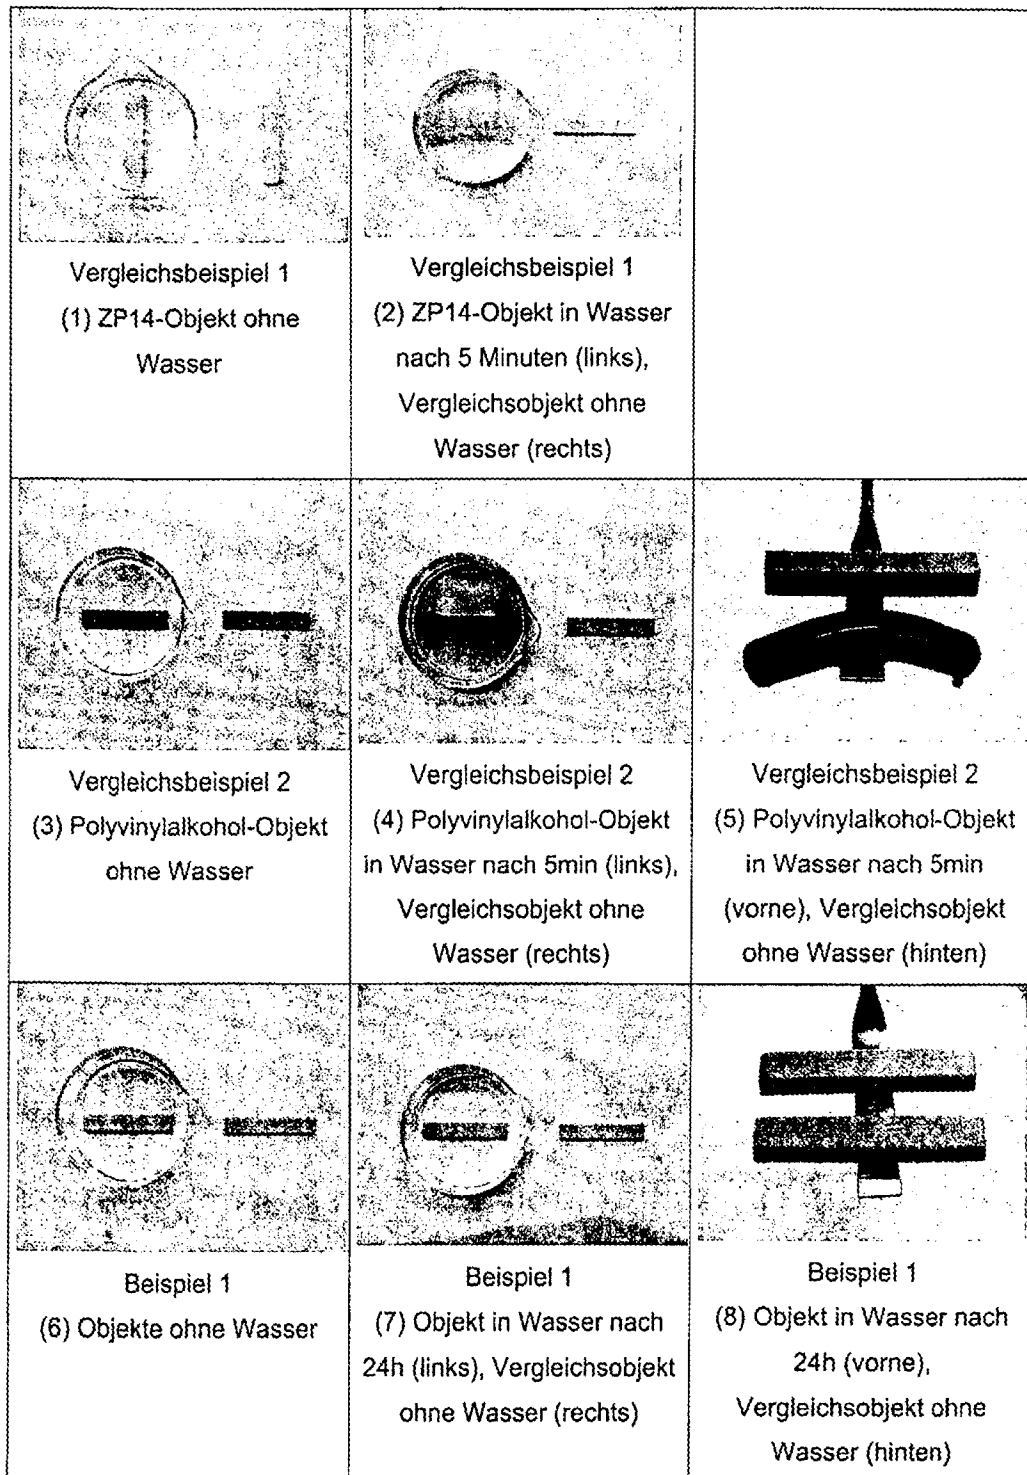 Vergleichsbeispiel 1
(1) ZP14-Objekt ohne
Wasser
Vergleichsbeispiel 1
(2) ZP14-Objekt in Wasser
nach 5 Minuten (links),
Vergleichsobjekt ohne
Wasser (rechts)
Vergleichsbeispiel 2
(3) Polyvinylalkohol-Objekt
ohne Wasser
Vergleichsbeispiel 2
(4) Polyvinylalkohol-Objekt
in Wasser nach 5min (links),
Vergleichsobjekt ohne
Wasser (rechts)
Vergleichsbeispiel 2
(5) Polyvinylalkohol-Objekt
in Wasser nach 5min
(vorne), Vergleichsobjekt
ohne Wasser (hinten)
Beispiel 1
(6) Objekte ohne Wasser
Beispiel 1
(7) Objekt in Wasser nach
24h (links), Vergleichsobjekt
ohne Wasser (rechts)
Beispiel 1
(8) Objekt in Wasser nach
24h (vorne),
Vergleichsobjekt ohne
Wasser (hinten)